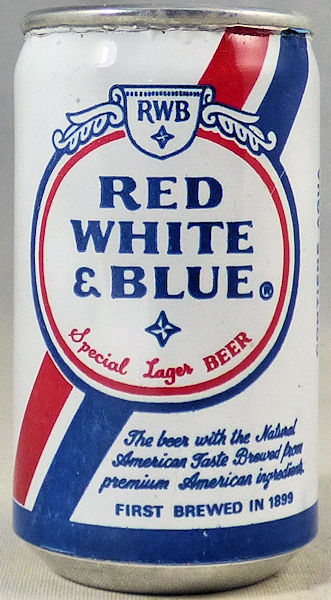 RWB
RED
WHITE
& BLUE®
Special Lager BEER
The beer with the Natural
American Taste Brewed from
premium American ingredients.
FIRST BREWED IN 1899